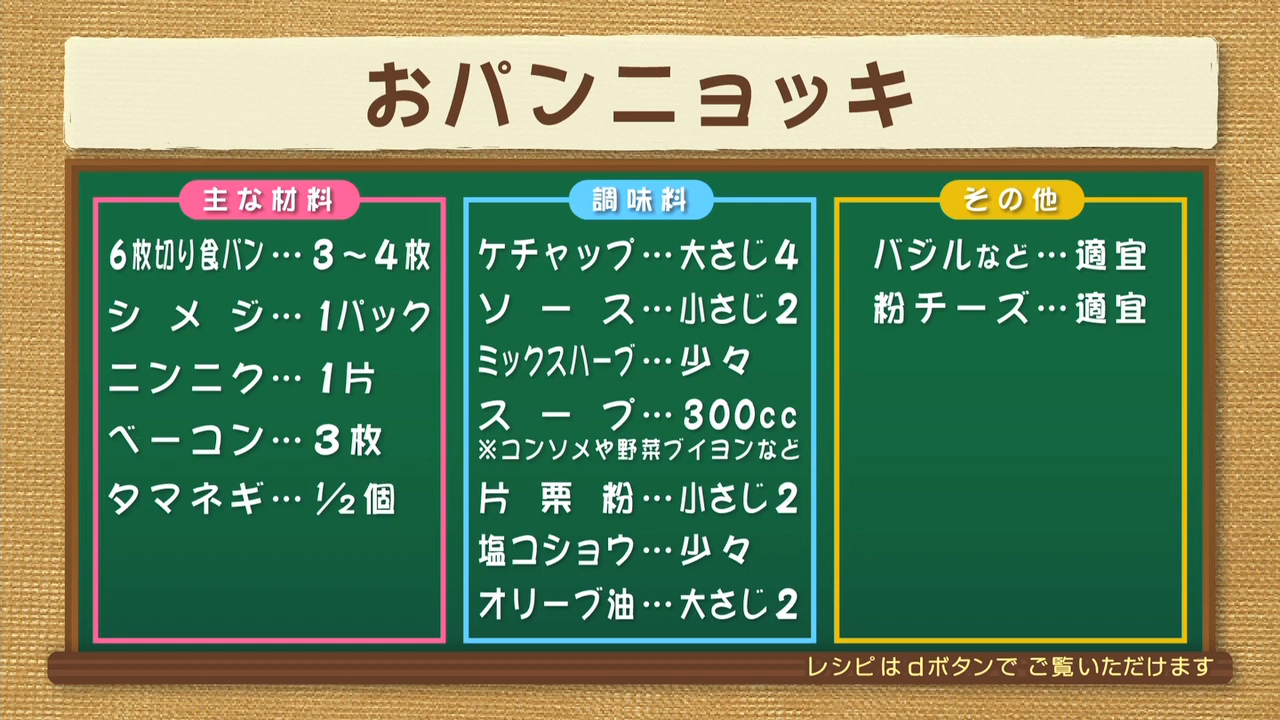 おパンニョッキ
主な材料
6枚切り食パン…3～4枚
シメジ…1パック
ニンニク…1片
ベーコン…3枚
タマネギ…½個
調味料
ケチャップ…大さじ4
ソース…小さじ2
ミックスハーブ…少々
スープ…300cc
※コンソメや野菜ブイヨンなど
片栗粉…小さじ2
塩コショウ…少々
オリーブ油…大さじ2
その他
バジルなど…適宜
粉チーズ…適宜
レシピはdボタンで ご覧いただけます